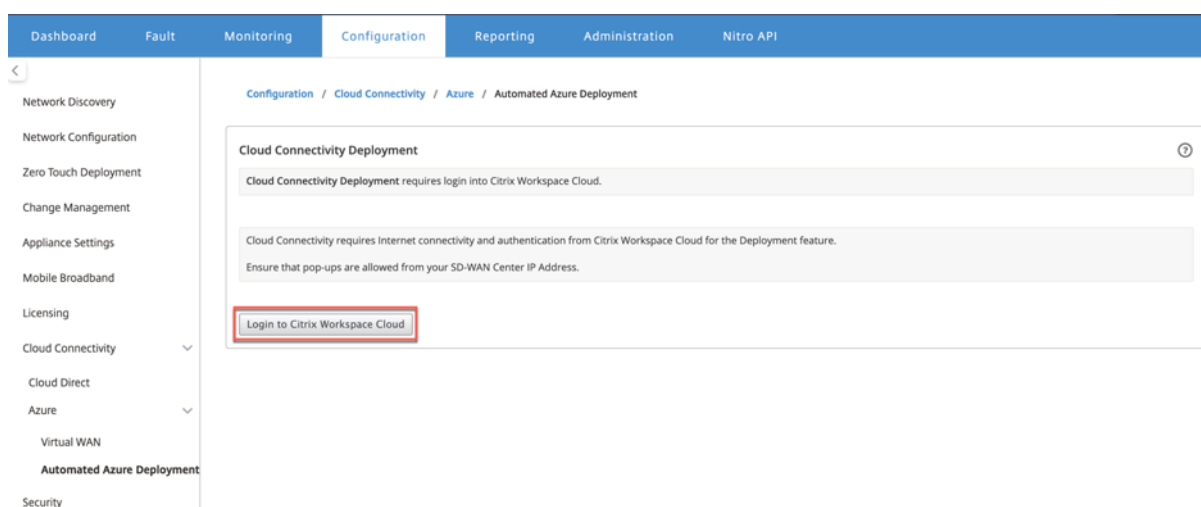 Dashboard Fault Monitoring Configuration Reporting Administration Nitro API
Network Discovery
Network Configuration
Zero Touch Deployment
Change Management
Appliance Settings
Mobile Broadband
Licensing
Cloud Connectivity
Cloud Direct
Azure
Virtual WAN
Automated Azure Deployment
Security
Configuration / Cloud Connectivity / Azure / Automated Azure Deployment
Cloud Connectivity Deployment
Cloud Connectivity Deployment requires login into Citrix Workspace Cloud.
Cloud Connectivity requires Internet connectivity and authentication from Citrix Workspace Cloud for the Deployment feature.
Ensure that pop-ups are allowed from your SD-WAN Center IP Address.
Login to Citrix Workspace Cloud